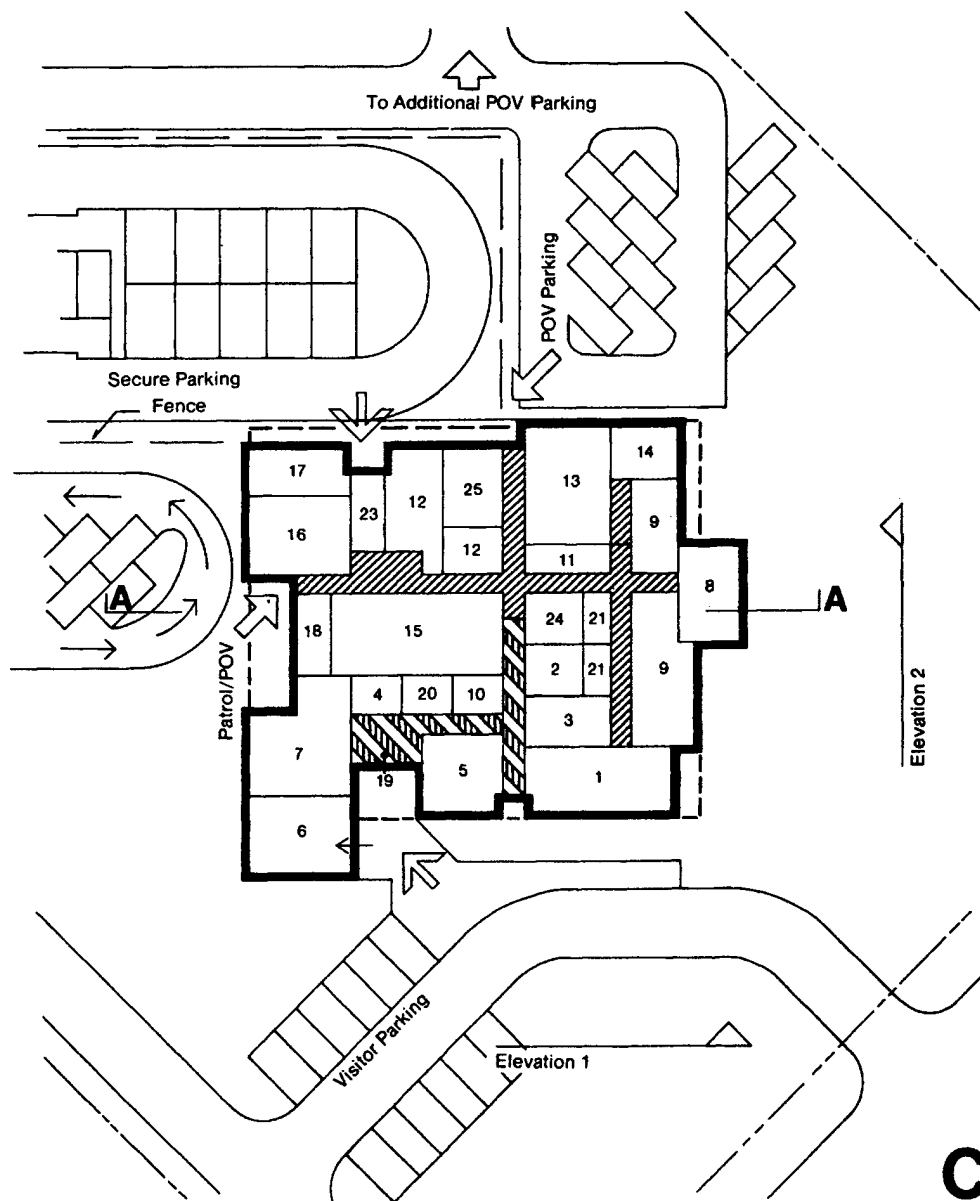 To Additional POV Parking
POV Parking
Secure Parking
Fence
17
14
13
12
25
23
9
16
12
11
8
A
A
24
21
18
15
2
21
9
Patrol/POV
4
20
10
3
Elevation 2
7
5
19
1
6
Visitor Parking
Elevation 1
C